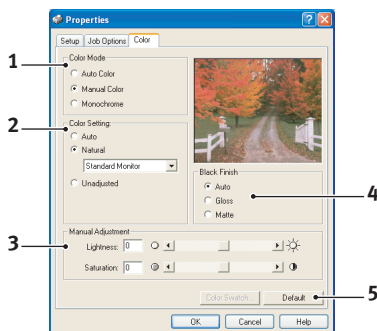 Properties
Setup Job Options Color
1
Color Mode
Auto Color
Manual Color
Monochrome
2
Color Setting:
Auto
Natural
Standard Monitor
Unadjusted
Black Finish
Auto
Gloss
Matte
4
3
Manual Adjustment
Lightness: 0
Saturation: 0
Color Swatch... Default
5
OK Cancel Help